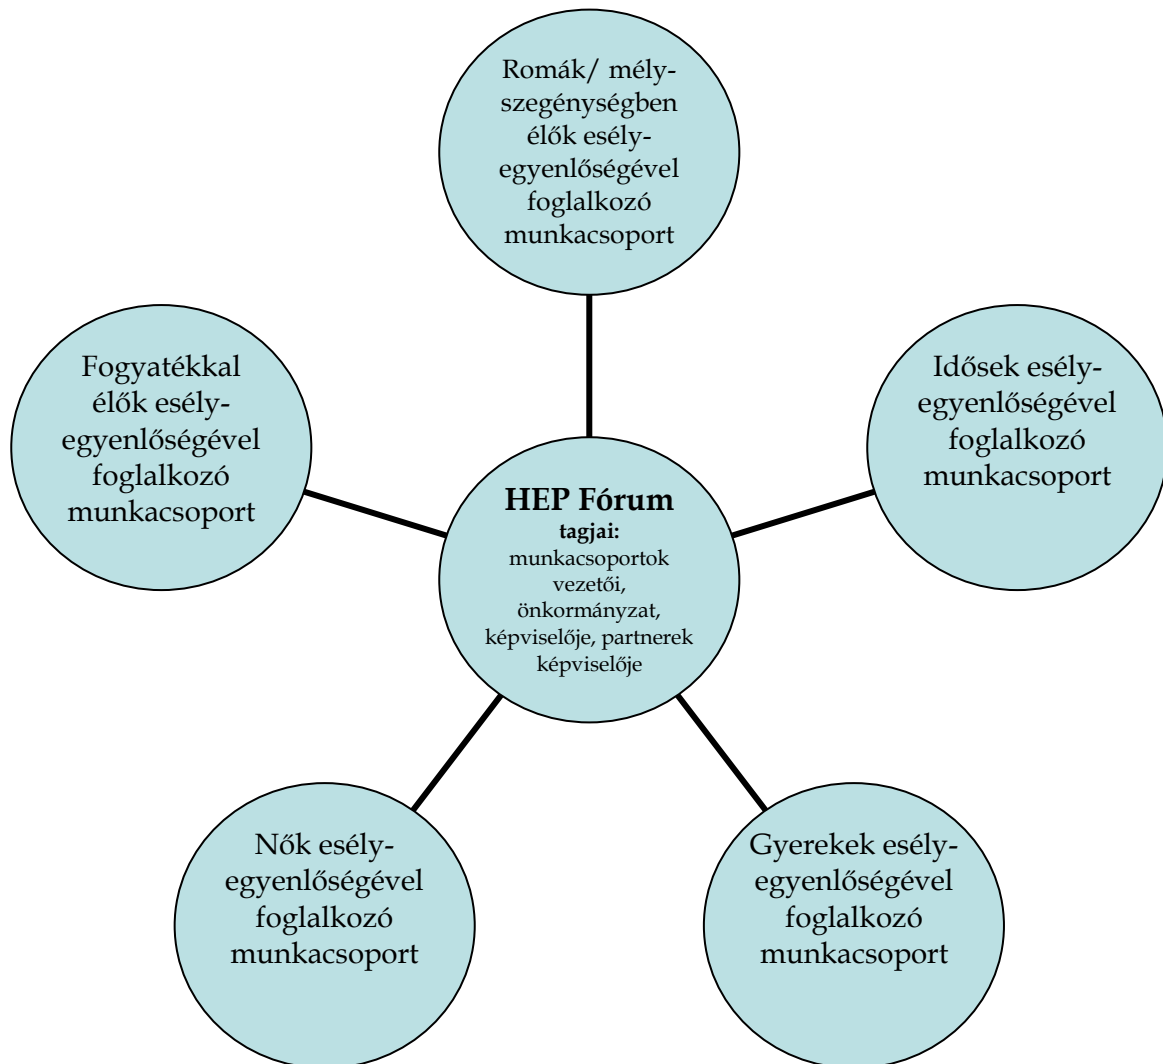 Romák/ mély-
szegénységben
élők esély-
egyenlőségével
foglalkozó
munkacsoport
Fogyatékkal
élők esély-
egyenlőségével
foglalkozó
munkacsoport
Idősek esély-
egyenlőségével
foglalkozó
munkacsoport
HEP Fórum
tagjai:
munkacsoportok
vezetői,
önkormányzat,
képviselője, partnerek
képviselője
Nők esély-
egyenlőségével
foglalkozó
munkacsoport
Gyerekek esély-
egyenlőségével
foglalkozó
munkacsoport